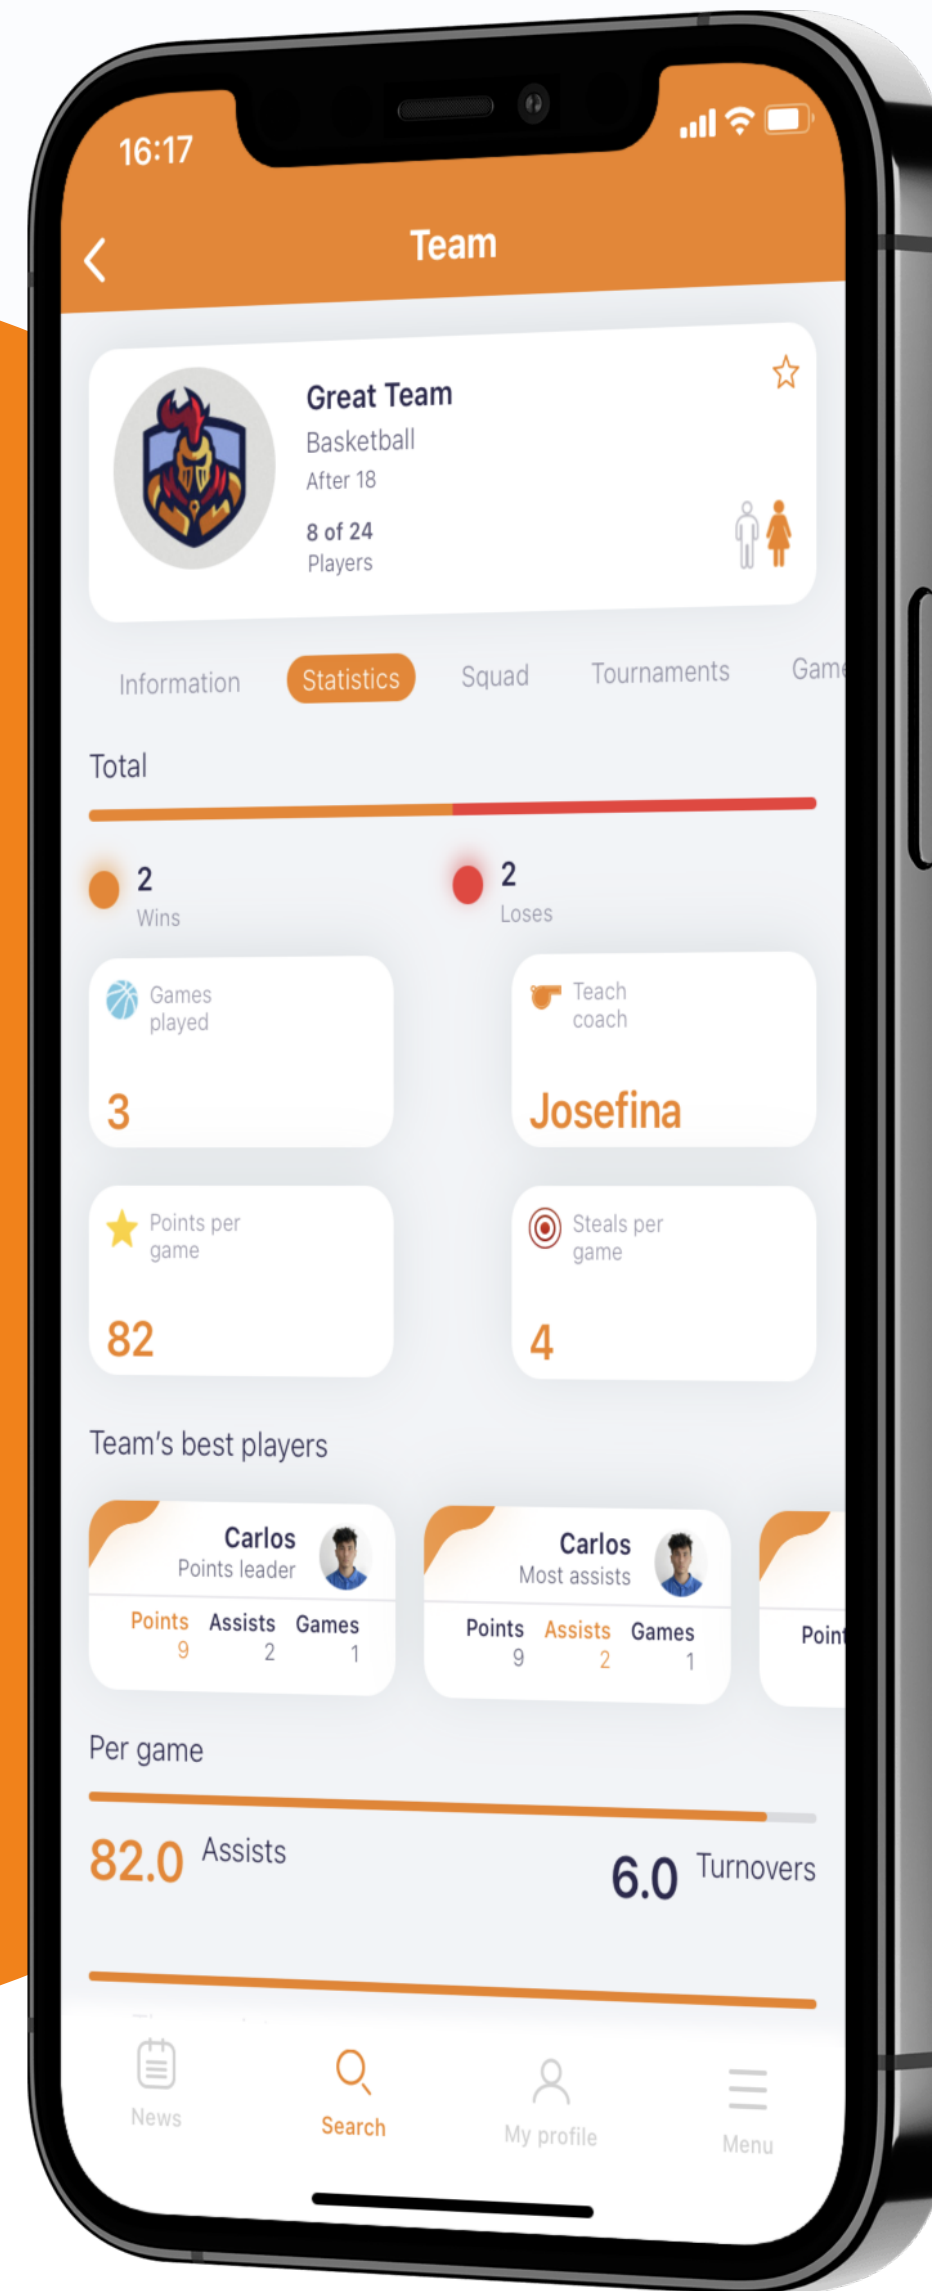 16:17
Team
Great Team
Basketball
After 18
8 of 24
Players
Information Statistics Squad Tournaments Game
Total
2
Wins
2
Loses
Games
played
3
Teach
coach
Josefina
Points per
game
82
Steals per
game
4
Team's best players
Carlos
Points leader
Points Assists Games
9 2 1
Carlos
Most assists
Points Assists Games
9 2 1
Point
Per game
82.0 Assists
6.0 Turnovers
News
Search
My profile
Menu